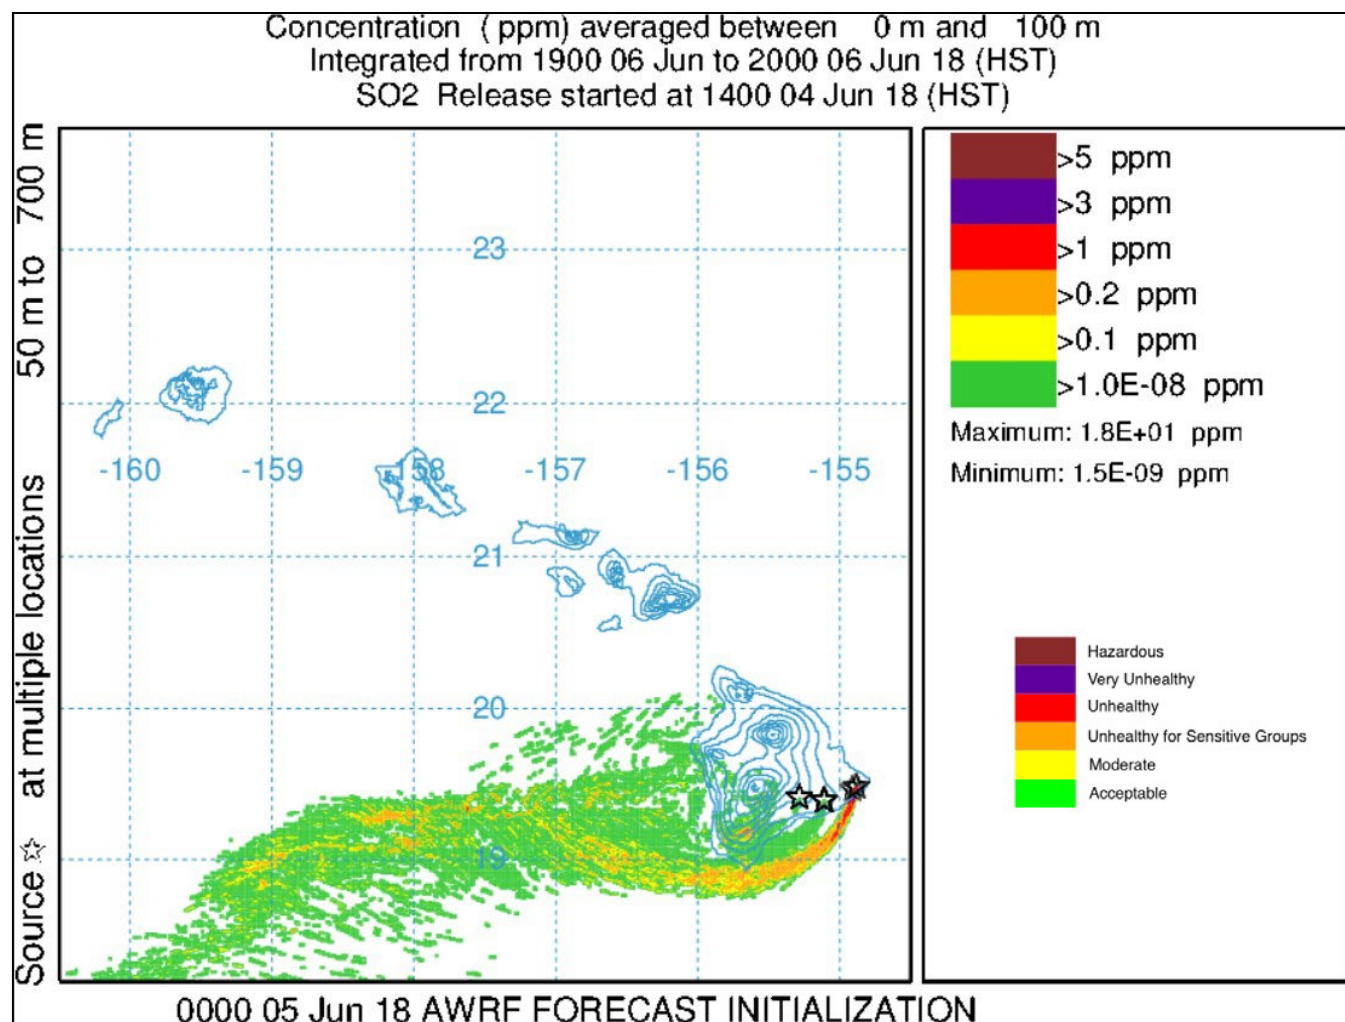 Concentration ( ppm) averaged between 0 m and 100 m
Integrated from 1900 06 Jun to 2000 06 Jun 18 (HST)
SO2 Release started at 1400 04 Jun 18 (HST)
Source ☆ at multiple locations 50 m to 700 m
23
22
-160 -159 -158 -157 -156 -155
21
20
19
>5 ppm
>3 ppm
>1 ppm
>0.2 ppm
>0.1 ppm
>1.0E-08 ppm
Maximum: 1.8E+01 ppm
Minimum: 1.5E-09 ppm
Hazardous
Very Unhealthy
Unhealthy
Unhealthy for Sensitive Groups
Moderate
Acceptable
0000 05 Jun 18 AWRF FORECAST INITIALIZATION